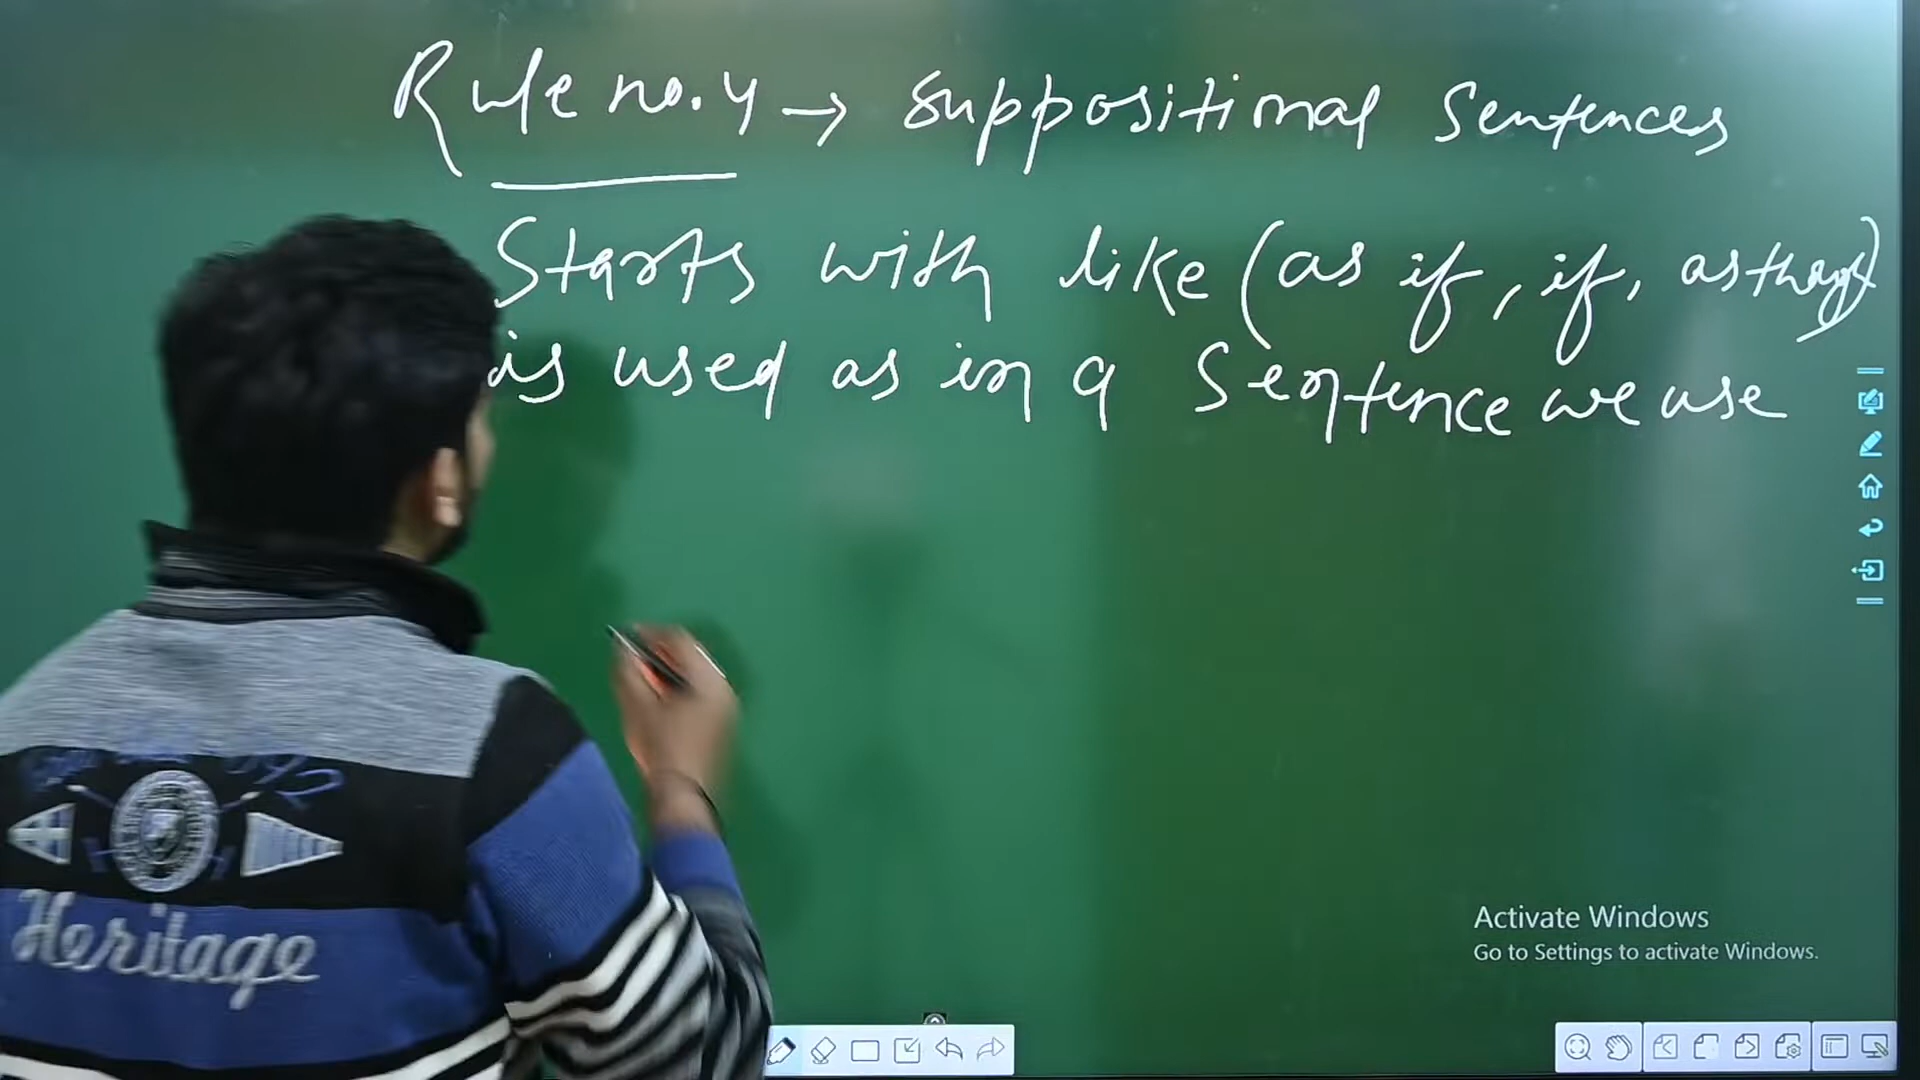 Rule no. 4 → Suppositional Sentences
Starts with like (as if, if, as though)
is used as in a Sentence we use
Heritage
Activate Windows
Go to Settings to activate Windows.